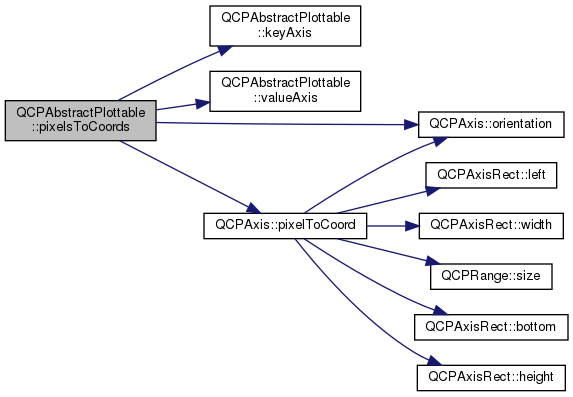 QCPAbstractPlottable
::keyAxis
QCPAbstractPlottable
::valueAxis
QCPAbstractPlottable
::pixelsToCoords
QCPAxis::orientation
QCPAxisRect::left
QCPAxis::pixelToCoord
QCPAxisRect::width
QCPRange::size
QCPAxisRect::bottom
QCPAxisRect::height